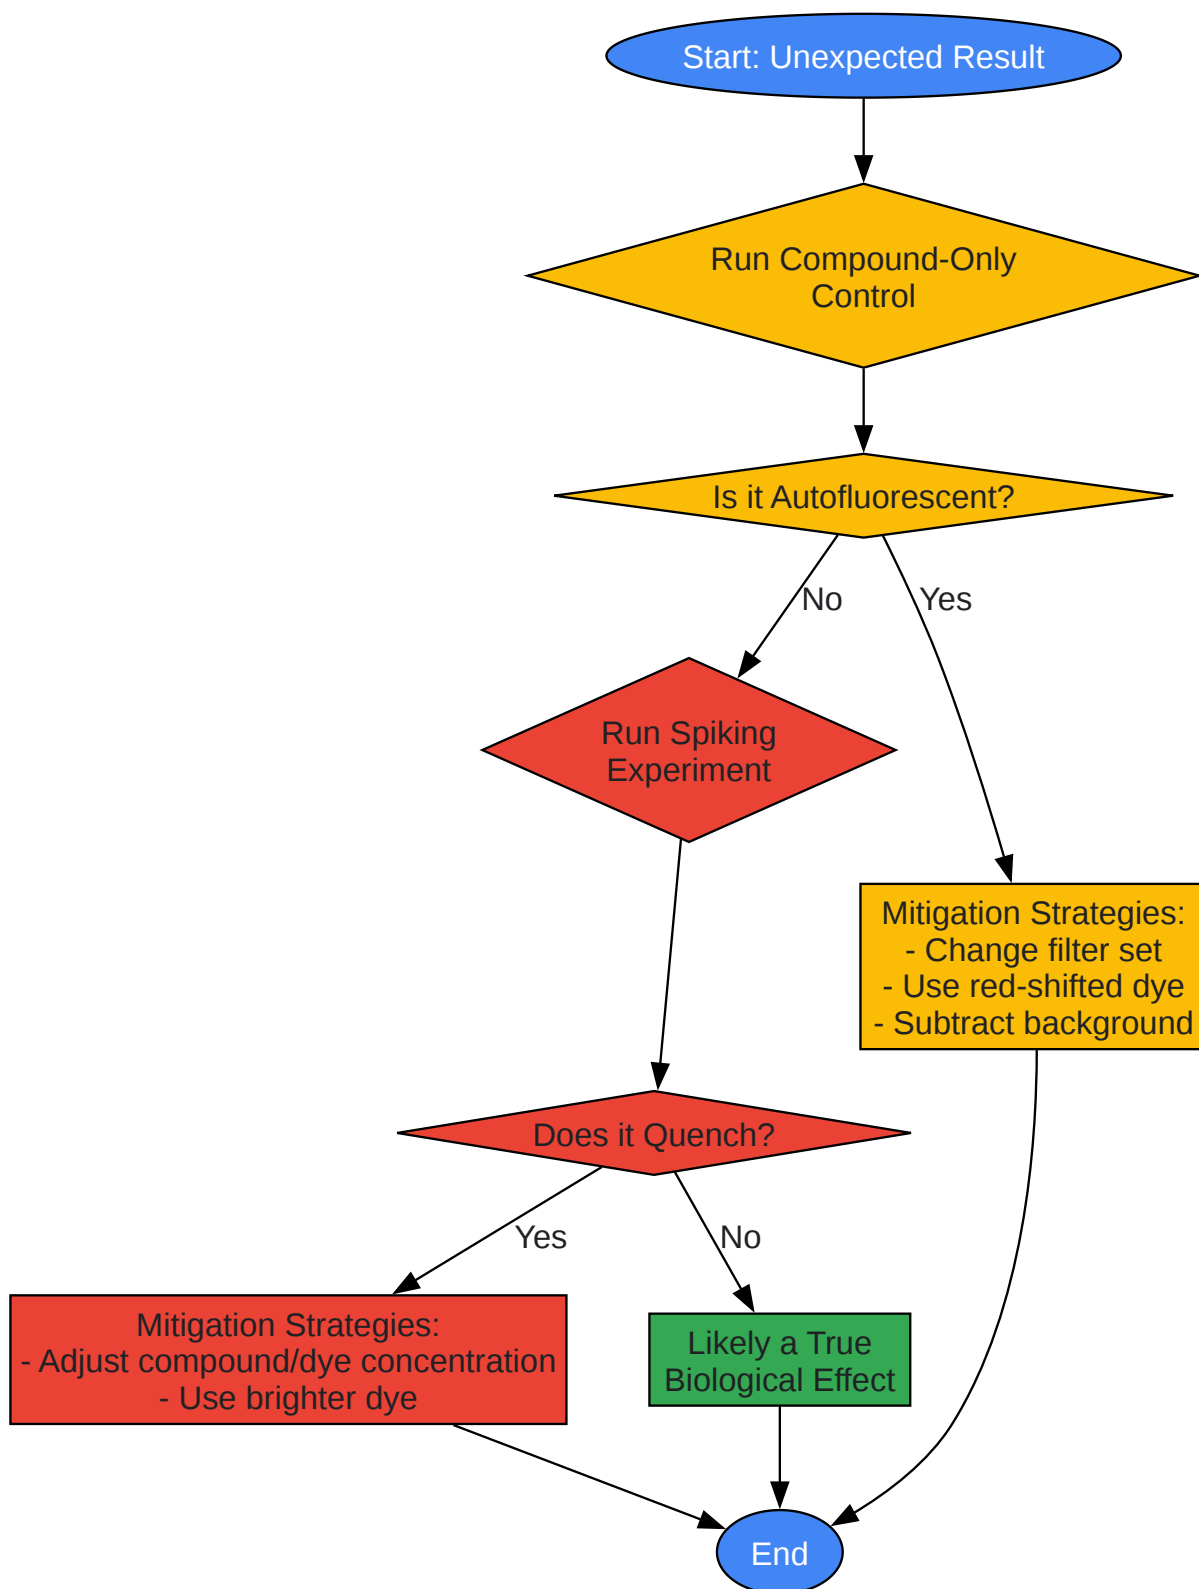 Start: Unexpected Result
Run Compound-Only
Control
Is it Autofluorescent?
No
Yes
Run Spiking
Experiment
Mitigation Strategies:
- Change filter set
- Use red-shifted dye
- Subtract background
Does it Quench?
Yes
No
Mitigation Strategies:
- Adjust compound/dye concentration
- Use brighter dye
Likely a True
Biological Effect
End